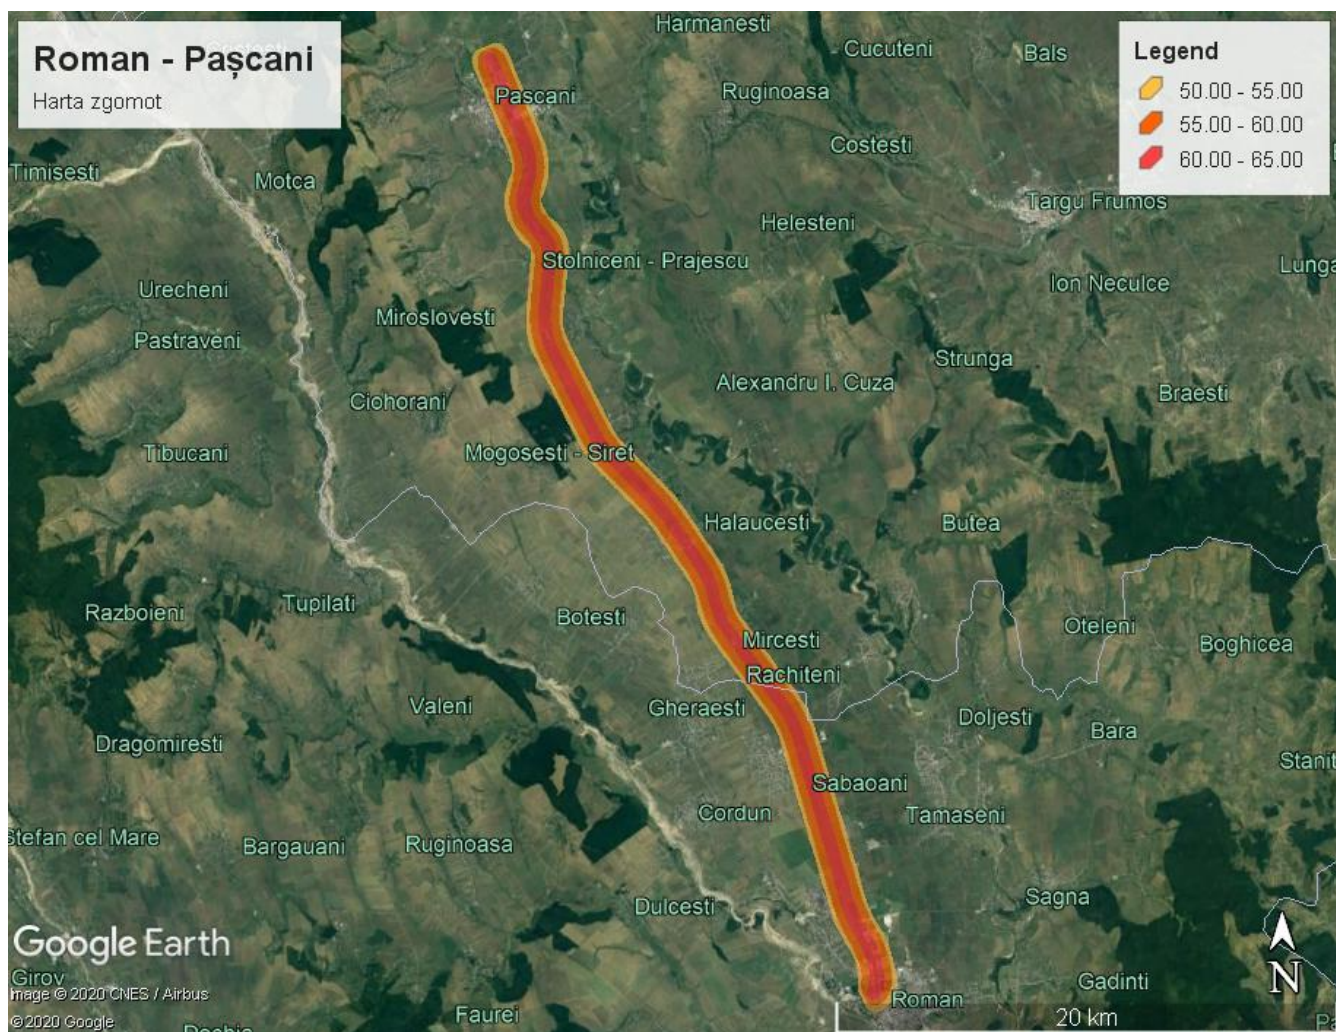 Roman - Pașcani
Harta zgomot
Legend
50.00 - 55.00
55.00 - 60.00
60.00 - 65.00
Harmanesti
Cucuteni
Bals
Pascani
Ruginoasa
Costesti
Timisesti
Motca
Targu Frumos
Helesteni
Stolniceni - Prajescu
Lunga
Urecheni
Ion Neculce
Miroslovesti
Pastraveni
Strunga
Alexandru I. Cuza
Braesti
Ciohorani
Tibucani
Mogosesti - Siret
Halaucesti
Butea
Razboieni
Tupilati
Botesti
Oteleni
Mircesti
Boghicea
Rachiteni
Valeni
Gheraesti
Doljesti
Bara
Dragomiresti
Stanit
Sabaoani
Cordun
Tamaseni
Stefan cel Mare
Bargauani
Ruginoasa
Sagna
Dulcesti
Google Earth
N
Girov
Gadinti
Image © 2020 CNES / Airbus
Roman
Faurei
20 km
© 2020 Google